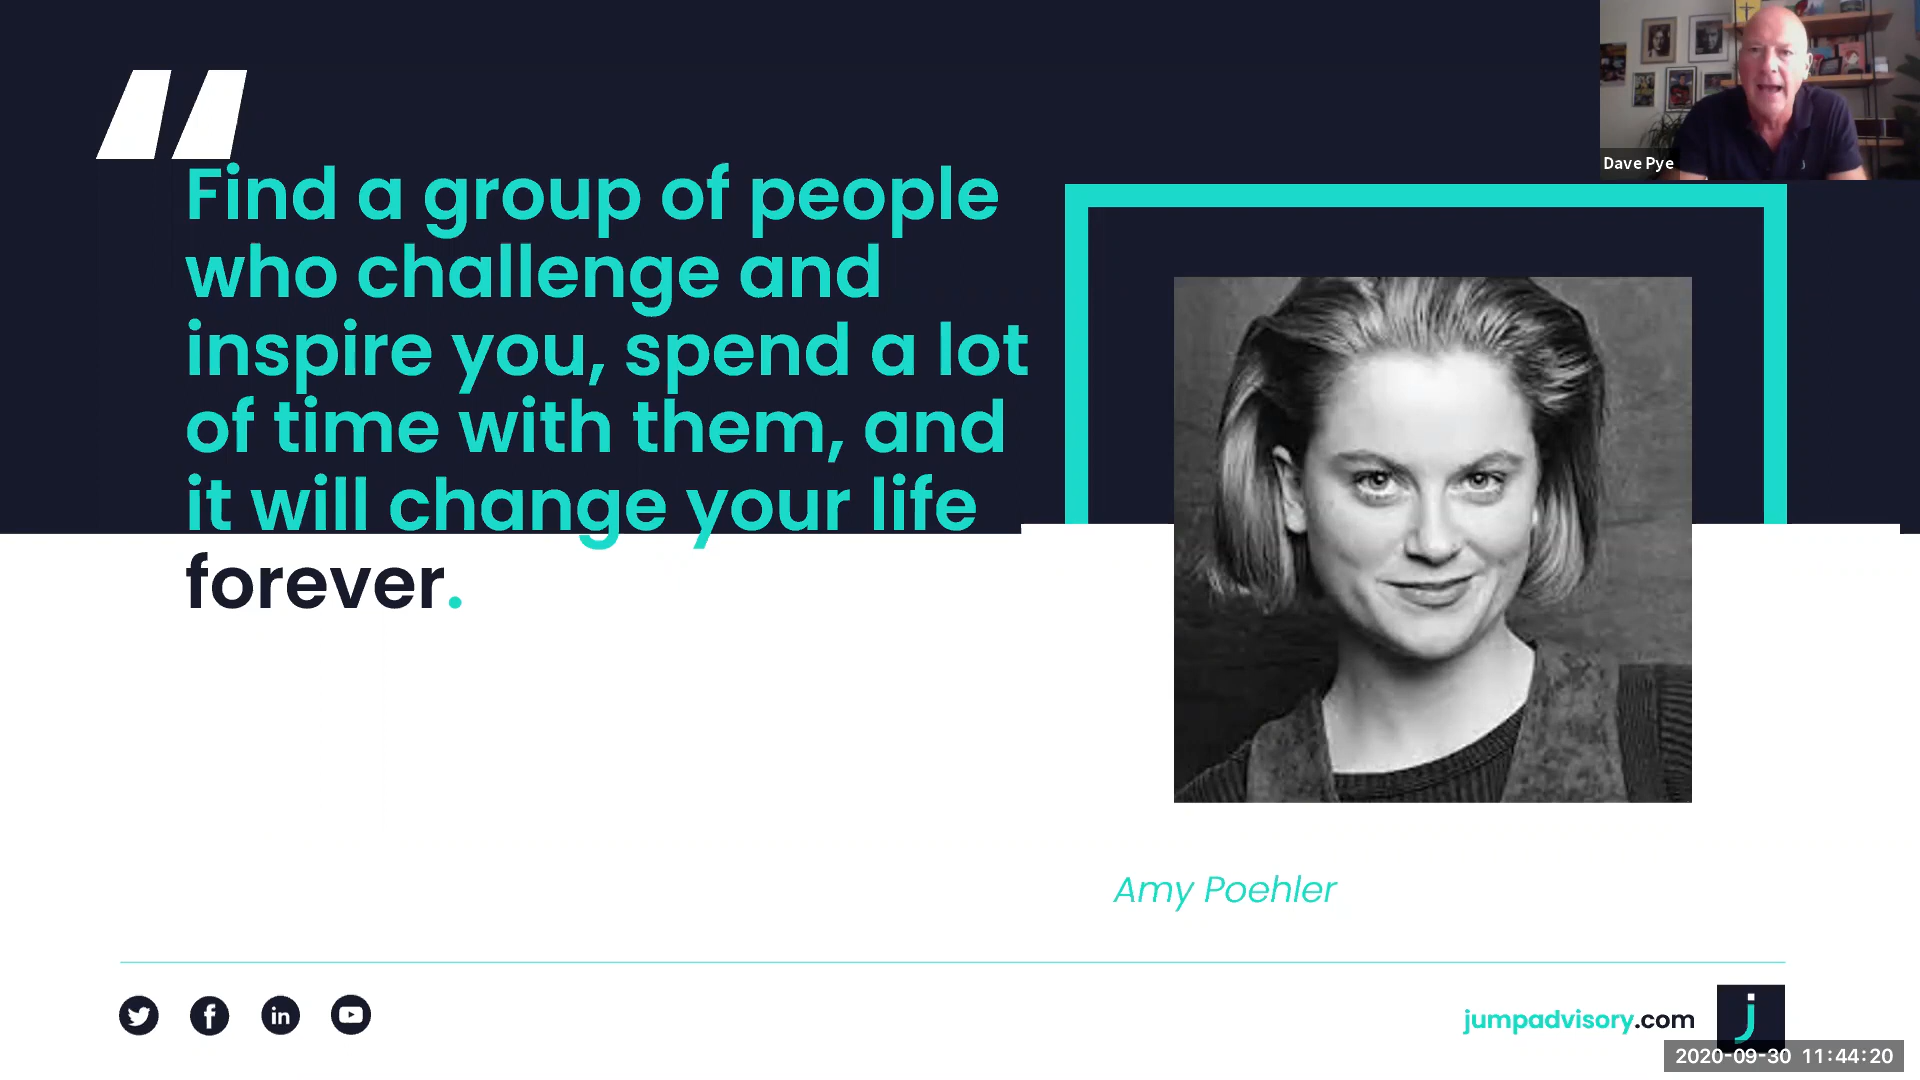 Dave Pye
Find a group of people
who challenge and
inspire you, spend a lot
of time with them, and
it will change your life
forever.
Amy Poehler
jumpadvisory.com
2020-09-30 11:44:20